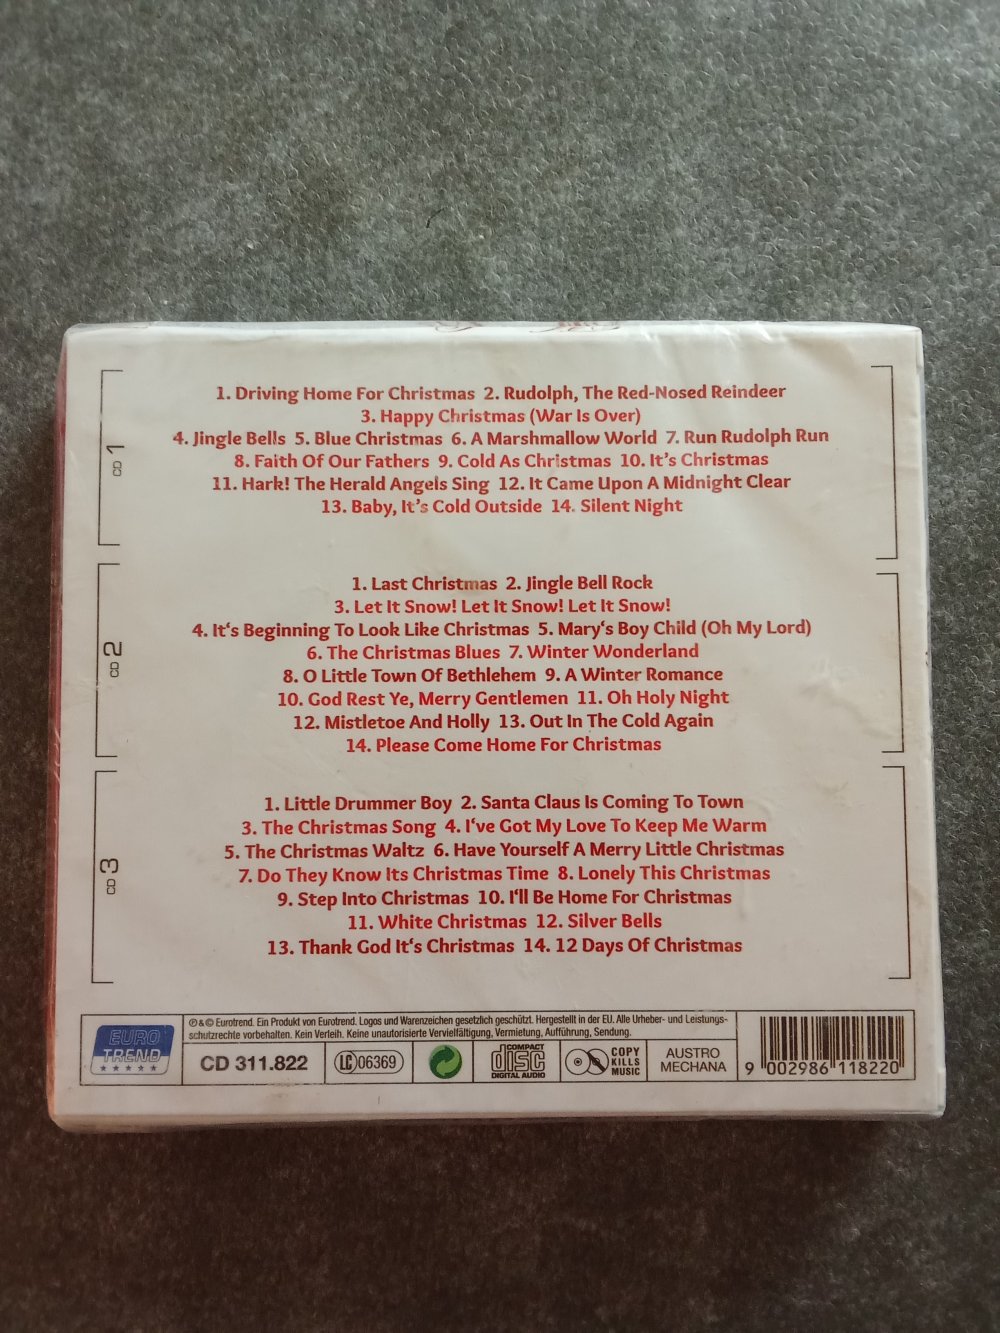 CD 1
1. Driving Home For Christmas 2. Rudolph, The Red-Nosed Reindeer
3. Happy Christmas (War Is Over)
4. Jingle Bells 5. Blue Christmas 6. A Marshmallow World 7. Run Rudolph Run
8. Faith Of Our Fathers 9. Cold As Christmas 10. It's Christmas
11. Hark! The Herald Angels Sing 12. It Came Upon A Midnight Clear
13. Baby, It's Cold Outside 14. Silent Night
CD 2
1. Last Christmas 2. Jingle Bell Rock
3. Let It Snow! Let It Snow! Let It Snow!
4. It‘s Beginning To Look Like Christmas 5. Mary‘s Boy Child (Oh My Lord)
6. The Christmas Blues 7. Winter Wonderland
8. O Little Town Of Bethlehem 9. A Winter Romance
10. God Rest Ye, Merry Gentlemen 11. Oh Holy Night
12. Mistletoe And Holly 13. Out In The Cold Again
14. Please Come Home For Christmas
CD 3
1. Little Drummer Boy 2. Santa Claus Is Coming To Town
3. The Christmas Song 4. I‘ve Got My Love To Keep Me Warm
5. The Christmas Waltz 6. Have Yourself A Merry Little Christmas
7. Do They Know Its Christmas Time 8. Lonely This Christmas
9. Step Into Christmas 10. I‘ll Be Home For Christmas
11. White Christmas 12. Silver Bells
13. Thank God It‘s Christmas 14. 12 Days Of Christmas
EURO
TREND
℗ & © Eurotrend. Ein Produkt von Eurotrend. Logos und Warenzeichen gesetzlich geschützt. Hergestellt in der EU. Alle Urheber- und Leistungs-
schutzrechte vorbehalten. Kein Verleih. Keine unautorisierte Vervielfältigung, Vermietung, Aufführung, Sendung.
CD 311.822
LC 06369
COMPACT
disc
DIGITAL AUDIO
COPY
KILLS
MUSIC
AUSTRO
MECHANA
9 002986 118220